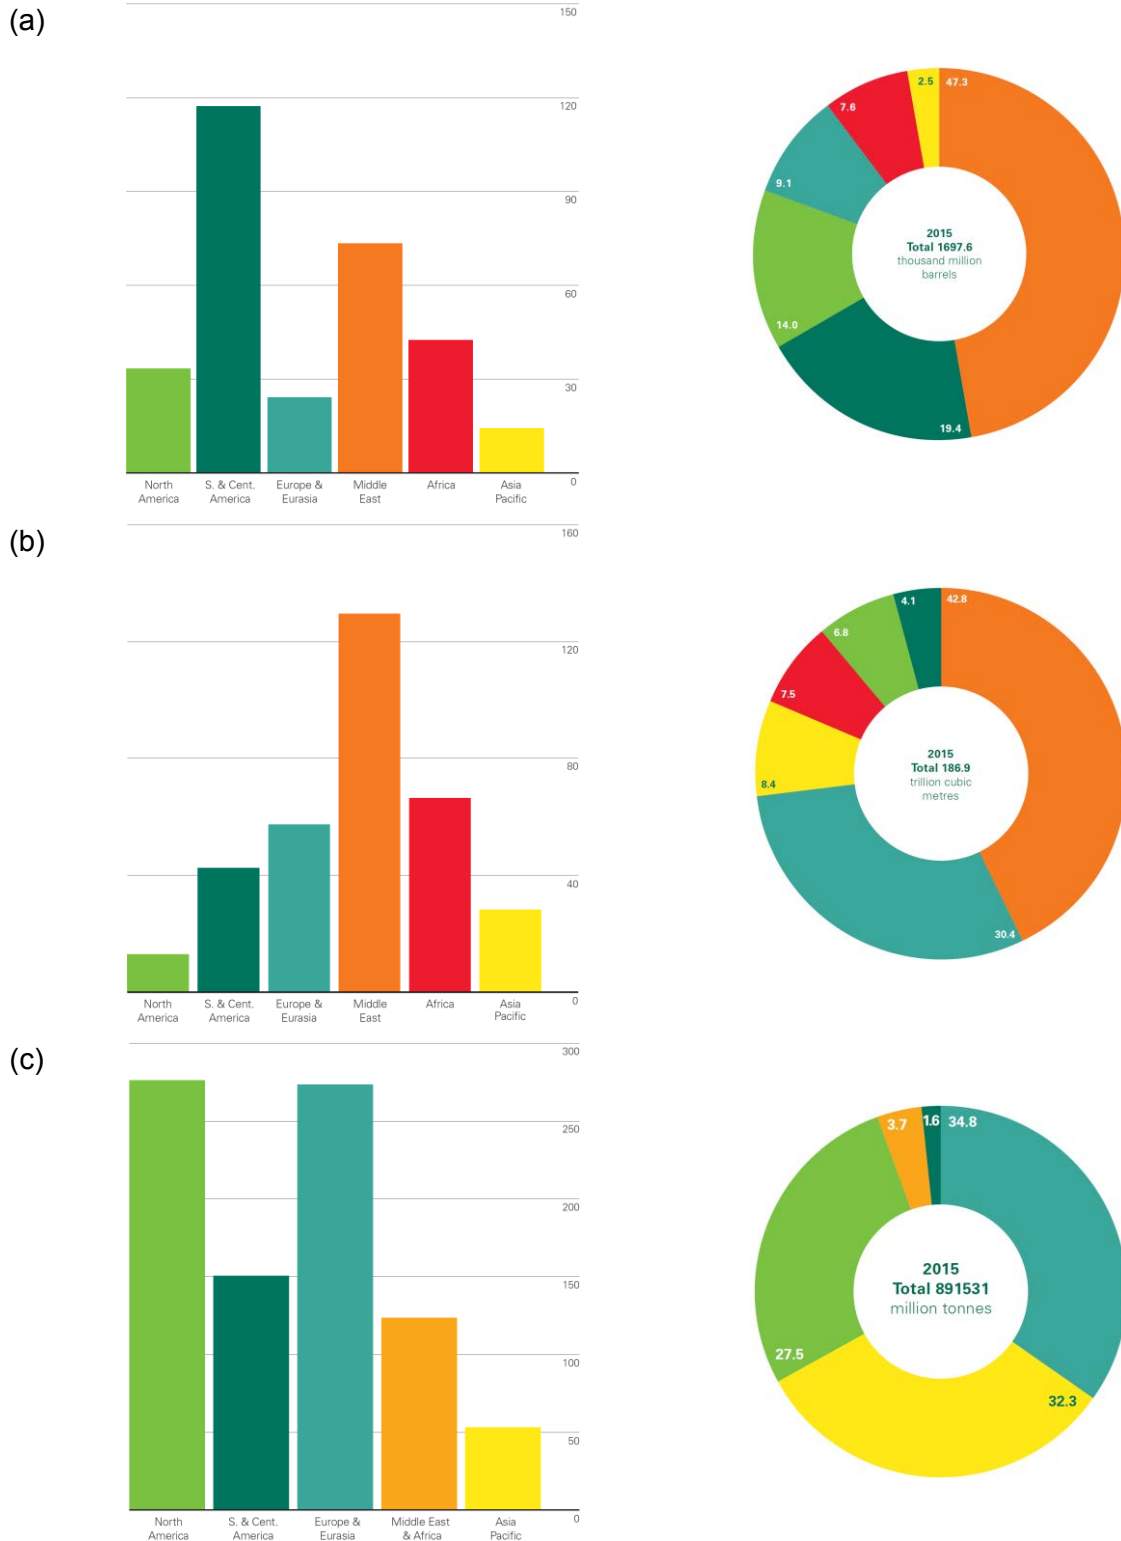 (a)
150
120
90
60
30
0
North
America
S. & Cent.
America
Europe &
Eurasia
Middle
East
Africa
Asia
Pacific
2.5
47.3
7.6
9.1
14.0
19.4
2015
Total 1697.6
thousand million
barrels
(b)
160
120
80
40
0
North
America
S. & Cent.
America
Europe &
Eurasia
Middle
East
Africa
Asia
Pacific
4.1
42.8
6.8
7.5
8.4
30.4
2015
Total 186.9
trillion cubic
metres
(c)
300
250
200
150
100
50
0
North
America
S. & Cent.
America
Europe &
Eurasia
Middle East
& Africa
Asia
Pacific
3.7
1.6
34.8
27.5
32.3
2015
Total 891531
million tonnes